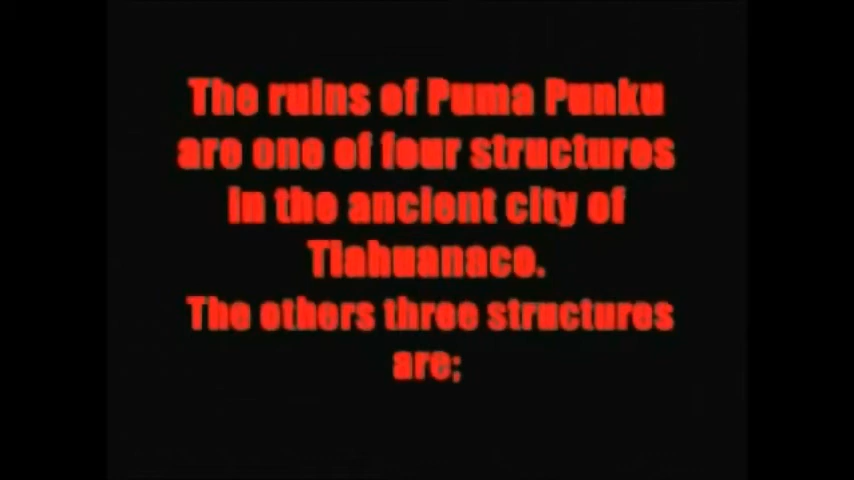 The ruins of Puma Punku
are one of four structures
in the ancient city of
Tiahuanaco.
The others three structures
are;